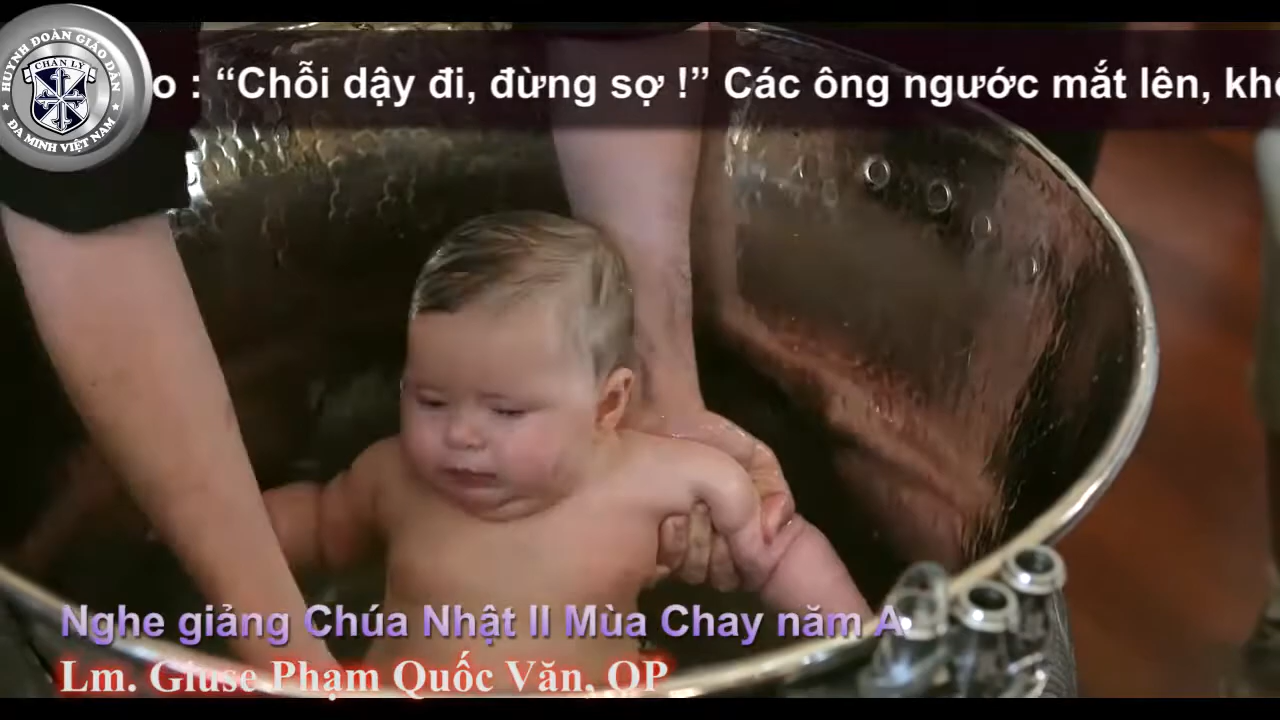 HUYNH ĐOÀN GIÁO DÂN
CHÂN LÝ
ĐA MINH VIỆT NAM
: “Chỗi dậy đi, đừng sợ !” Các ông ngước mắt lên,
Nghe giảng Chúa Nhật II Mùa Chay năm A
Lm. Giuse Phạm Quốc Văn, OP